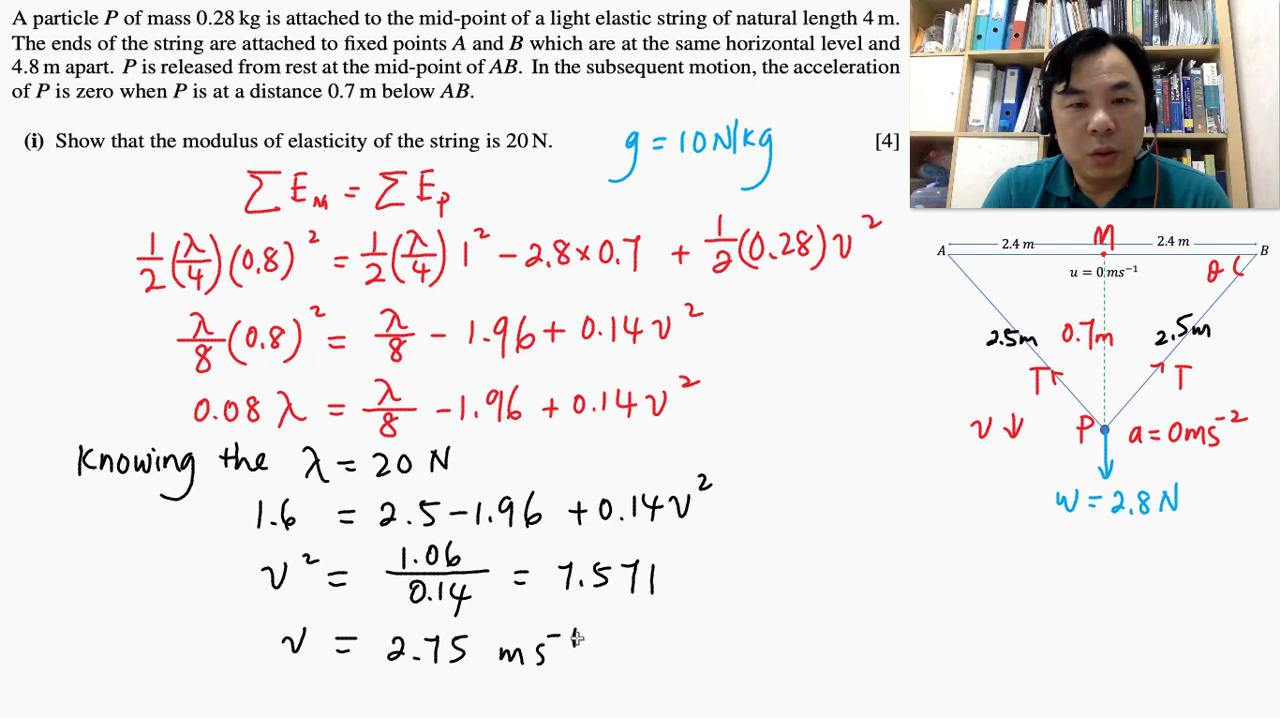 A particle P of mass 0.28 kg is attached to the mid-point of a light elastic string of natural length 4 m.
The ends of the string are attached to fixed points A and B which are at the same horizontal level and
4.8 m apart. P is released from rest at the mid-point of AB. In the subsequent motion, the acceleration
of P is zero when P is at a distance 0.7 m below AB.
(i) Show that the modulus of elasticity of the string is 20 N. [4]
g = 10 N/kg
∑E_M = ∑E_P
1/2 (λ/4)(0.8)² = 1/2 (λ/4) 1² - 2.8 × 0.7 + 1/2 (0.28) v²
λ/8 (0.8)² = λ/8 - 1.96 + 0.14 v²
0.08 λ = λ/8 - 1.96 + 0.14 v²
Knowing the λ = 20 N
1.6 = 2.5 - 1.96 + 0.14 v²
v² = 1.06/0.14 = 7.571
v = 2.75 ms⁻
A 2.4 m M 2.4 m B
u = 0 ms⁻¹ θ
2.5m 0.7m 2.5m
T T
v ↓ P a = 0 ms⁻²
w = 2.8 N